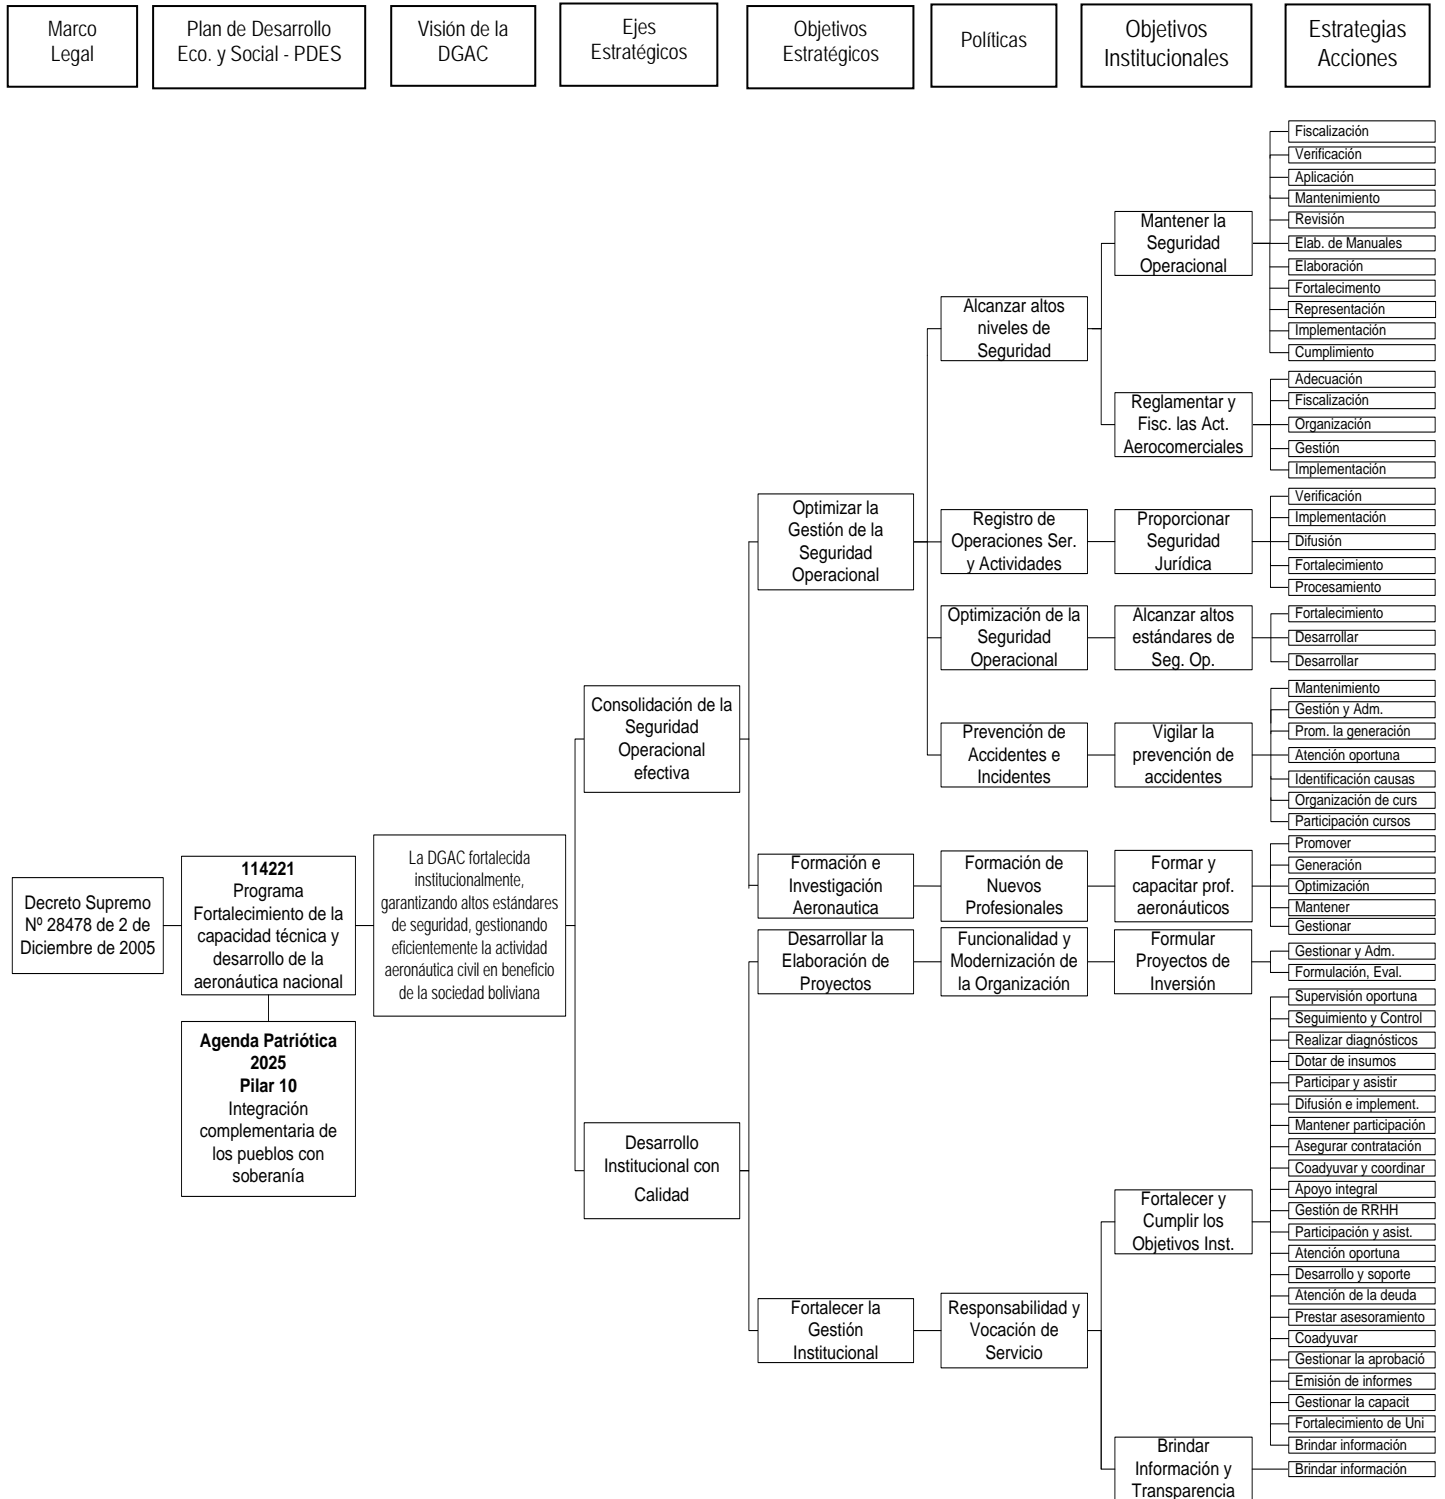 Marco
Legal
Plan de Desarrollo
Eco. y Social - PDES
Visión de la
DGAC
Ejes
Estratégicos
Objetivos
Estratégicos
Políticas
Objetivos
Institucionales
Estrategias
Acciones
Decreto Supremo
Nº 28478 de 2 de
Diciembre de 2005
114221
Programa
Fortalecimiento de la
capacidad técnica y
desarrollo de la
aeronáutica nacional
Agenda Patriótica
2025
Pilar 10
Integración
complementaria de
los pueblos con
soberanía
La DGAC fortalecida
institucionalmente,
garantizando altos estándares
de seguridad, gestionando
eficientemente la actividad
aeronáutica civil en beneficio
de la sociedad boliviana
Consolidación de la
Seguridad
Operacional
efectiva
Desarrollo
Institucional con
Calidad
Optimizar la
Gestión de la
Seguridad
Operacional
Formación e
Investigación
Aeronautica
Desarrollar la
Elaboración de
Proyectos
Fortalecer la
Gestión
Institucional
Alcanzar altos
niveles de
Seguridad
Registro de
Operaciones Ser.
y Actividades
Optimización de la
Seguridad
Operacional
Prevención de
Accidentes e
Incidentes
Formación de
Nuevos
Profesionales
Funcionalidad y
Modernización de
la Organización
Responsabilidad y
Vocación de
Servicio
Mantener la
Seguridad
Operacional
Reglamentar y
Fisc. las Act.
Aerocomerciales
Proporcionar
Seguridad
Jurídica
Alcanzar altos
estándares de
Seg. Op.
Vigilar la
prevención de
accidentes
Formar y
capacitar prof.
aeronáuticos
Formular
Proyectos de
Inversión
Fortalecer y
Cumplir los
Objetivos Inst.
Brindar
Información y
Transparencia
Fiscalización
Verificación
Aplicación
Mantenimiento
Revisión
Elab. de Manuales
Elaboración
Fortalecimento
Representación
Implementación
Cumplimiento
Adecuación
Fiscalización
Organización
Gestión
Implementación
Verificación
Implementación
Difusión
Fortalecimiento
Procesamiento
Fortalecimiento
Desarrollar
Desarrollar
Mantenimiento
Gestión y Adm.
Prom. la generación
Atención oportuna
Identificación causas
Organización de curs
Participación cursos
Promover
Generación
Optimización
Mantener
Gestionar
Gestionar y Adm.
Formulación, Eval.
Supervisión oportuna
Seguimiento y Control
Realizar diagnósticos
Dotar de insumos
Participar y asistir
Difusión e implement.
Mantener participación
Asegurar contratación
Coadyuvar y coordinar
Apoyo integral
Gestión de RRHH
Participación y asist.
Atención oportuna
Desarrollo y soporte
Atención de la deuda
Prestar asesoramiento
Coadyuvar
Gestionar la aprobació
Emisión de informes
Gestionar la capacit
Fortalecimiento de Uni
Brindar información
Brindar información